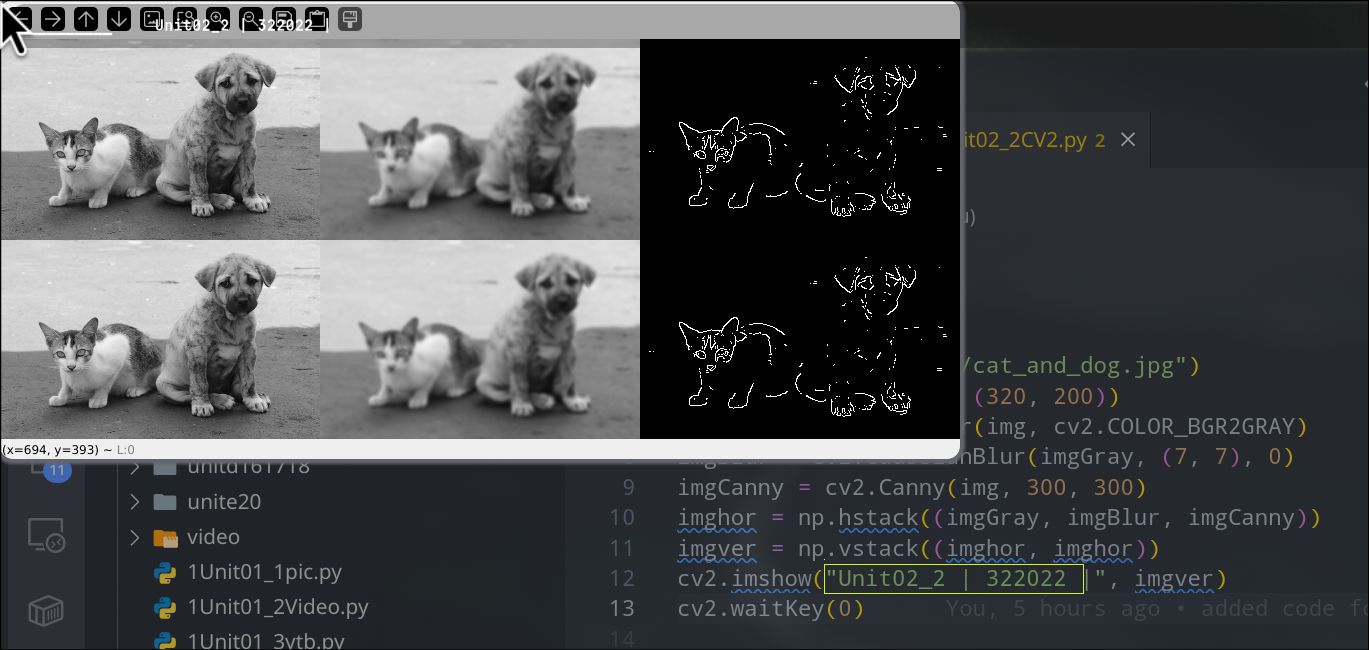 Unit02_2 | 322022 |
it02_2CV2.py 2
/cat_and_dog.jpg")
(320, 200))
r(img, cv2.COLOR_BGR2GRAY)
(imgGray, (7, 7), 0)
(x=694, y=393) ~ L:0
11
unitd161718
unite20
video
1Unit01_1pic.py
1Unit01_2Video.py
1Unit01_3ytb.py
9 imgCanny = cv2.Canny(img, 300, 300)
10 imghor = np.hstack((imgGray, imgBlur, imgCanny))
11 imgver = np.vstack((imghor, imghor))
12 cv2.imshow("Unit02_2 | 322022 |", imgver)
13 cv2.waitKey(0) You, 5 hours ago • added code fo
14